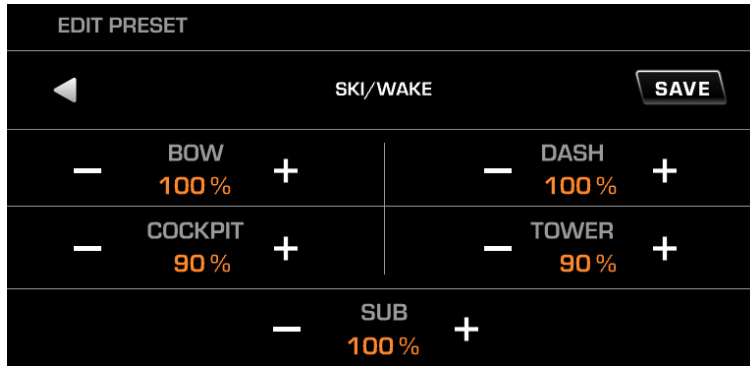 EDIT PRESET
SKI/WAKE
SAVE
BOW
100 %
DASH
100 %
COCKPIT
90 %
TOWER
90 %
SUB
100 %